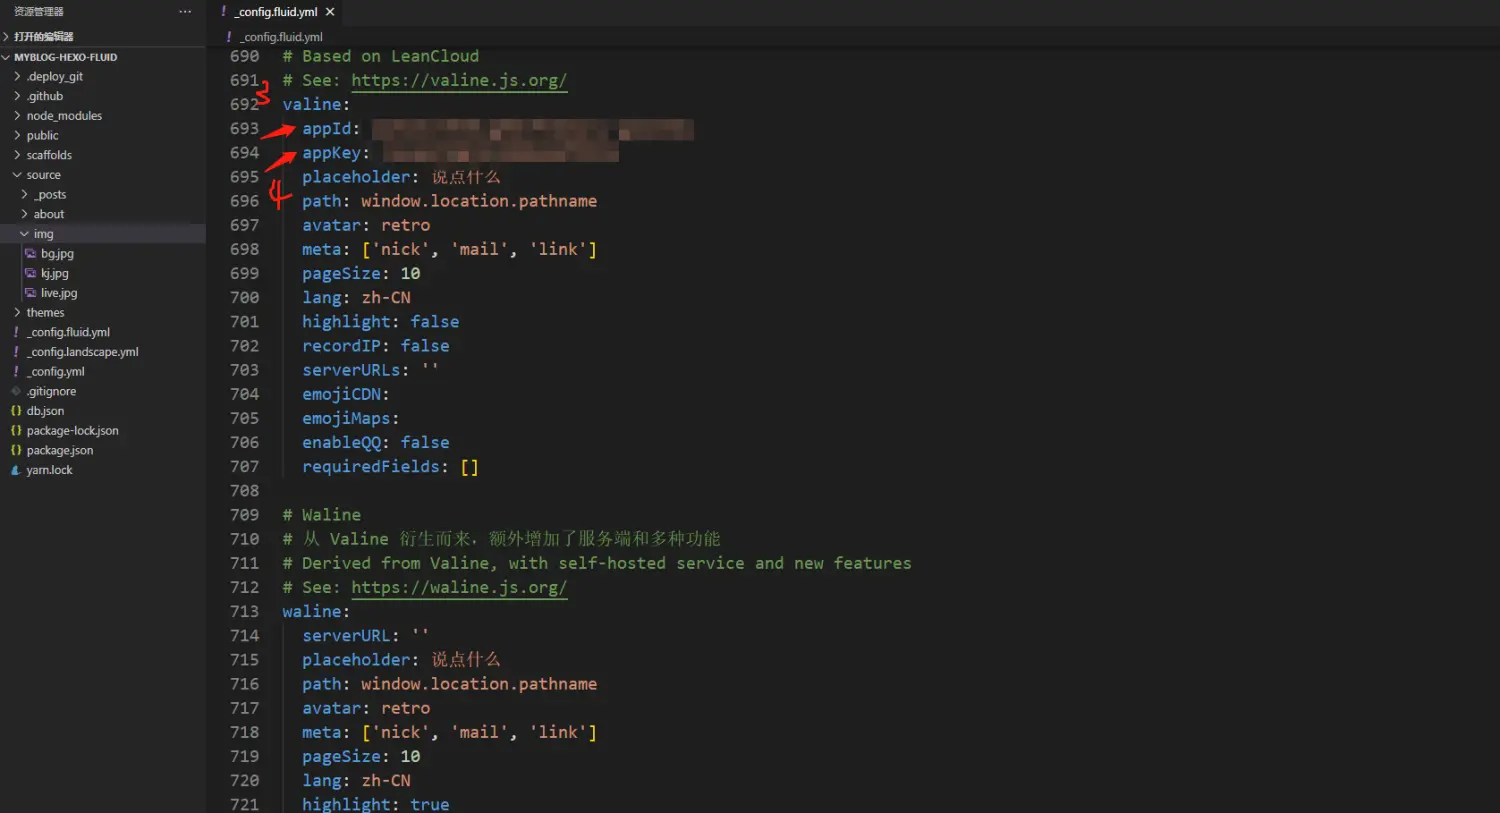 资源管理器
···
! _config.fluid.yml ×
打开的编辑器
! _config.fluid.yml
MYBLOG-HEXO-FLUID
.deploy_git
.github
node_modules
public
scaffolds
source
_posts
about
img
bg.jpg
kj.jpg
live.jpg
themes
! _config.fluid.yml
! _config.landscape.yml
! _config.yml
.gitignore
{} db.json
{} package-lock.json
{} package.json
yarn.lock
690 # Based on LeanCloud
691 # See: https://valine.js.org/
3
692 valine:
693 appId:
694 appKey:
695 placeholder: 说点什么
4
696 path: window.location.pathname
697 avatar: retro
698 meta: ['nick', 'mail', 'link']
699 pageSize: 10
700 lang: zh-CN
701 highlight: false
702 recordIP: false
703 serverURLs: ''
704 emojiCDN:
705 emojiMaps:
706 enableQQ: false
707 requiredFields: []
708
709 # Waline
710 # 从 Valine 衍生而来，额外增加了服务端和多种功能
711 # Derived from Valine, with self-hosted service and new features
712 # See: https://waline.js.org/
713 waline:
714 serverURL: ''
715 placeholder: 说点什么
716 path: window.location.pathname
717 avatar: retro
718 meta: ['nick', 'mail', 'link']
719 pageSize: 10
720 lang: zh-CN
721 highlight: true